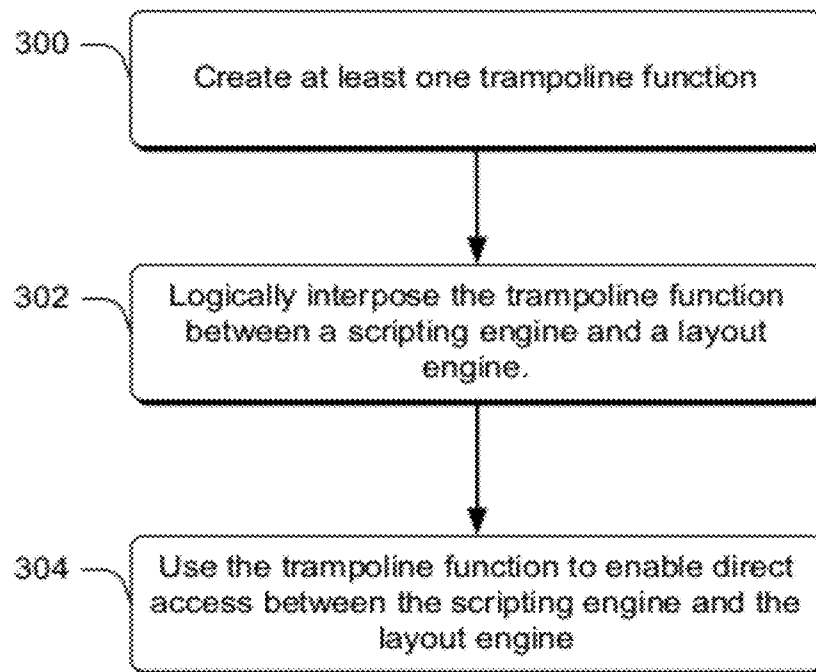 300
Create at least one trampoline function
302
Logically interpose the trampoline function
between a scripting engine and a layout
engine.
304
Use the trampoline function to enable direct
access between the scripting engine and the
layout engine